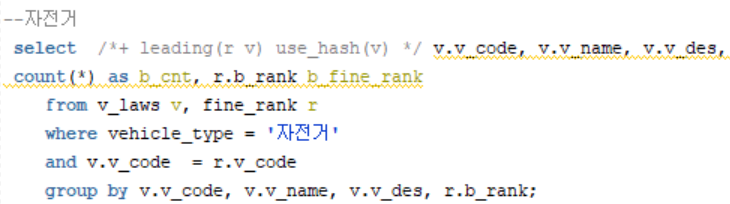 --자전거
select /*+ leading(r v) use_hash(v) */ v.v_code, v.v_name, v.v_des,
count(*) as b_cnt, r.b_rank b_fine_rank
from v_laws v, fine_rank r
where vehicle_type = '자전거'
and v.v_code  = r.v_code
group by v.v_code, v.v_name, v.v_des, r.b_rank;